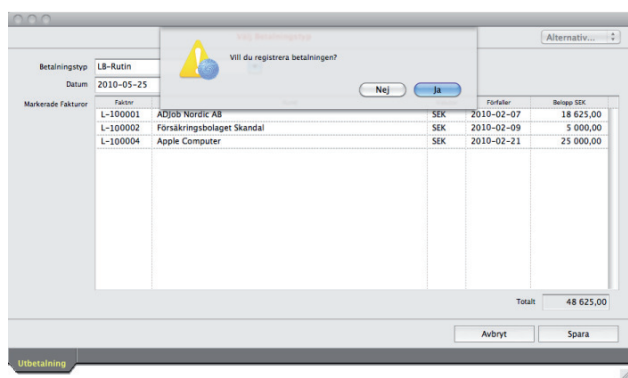 Välj Betalningstyp
Alternativ...
Vill du registrera betalningen?
Nej
Ja
Betalningstyp LB-Rutin
Datum 2010-05-25
Markerade Fakturor
Faktnr Förfaller Belopp SEK
L-100001 ADJob Nordic AB SEK 2010-02-07 18 625,00
L-100002 Försäkringsbolaget Skandal SEK 2010-02-09 5 000,00
L-100004 Apple Computer SEK 2010-02-21 25 000,00
Totalt 48 625,00
Avbryt Spara
Utbetalning